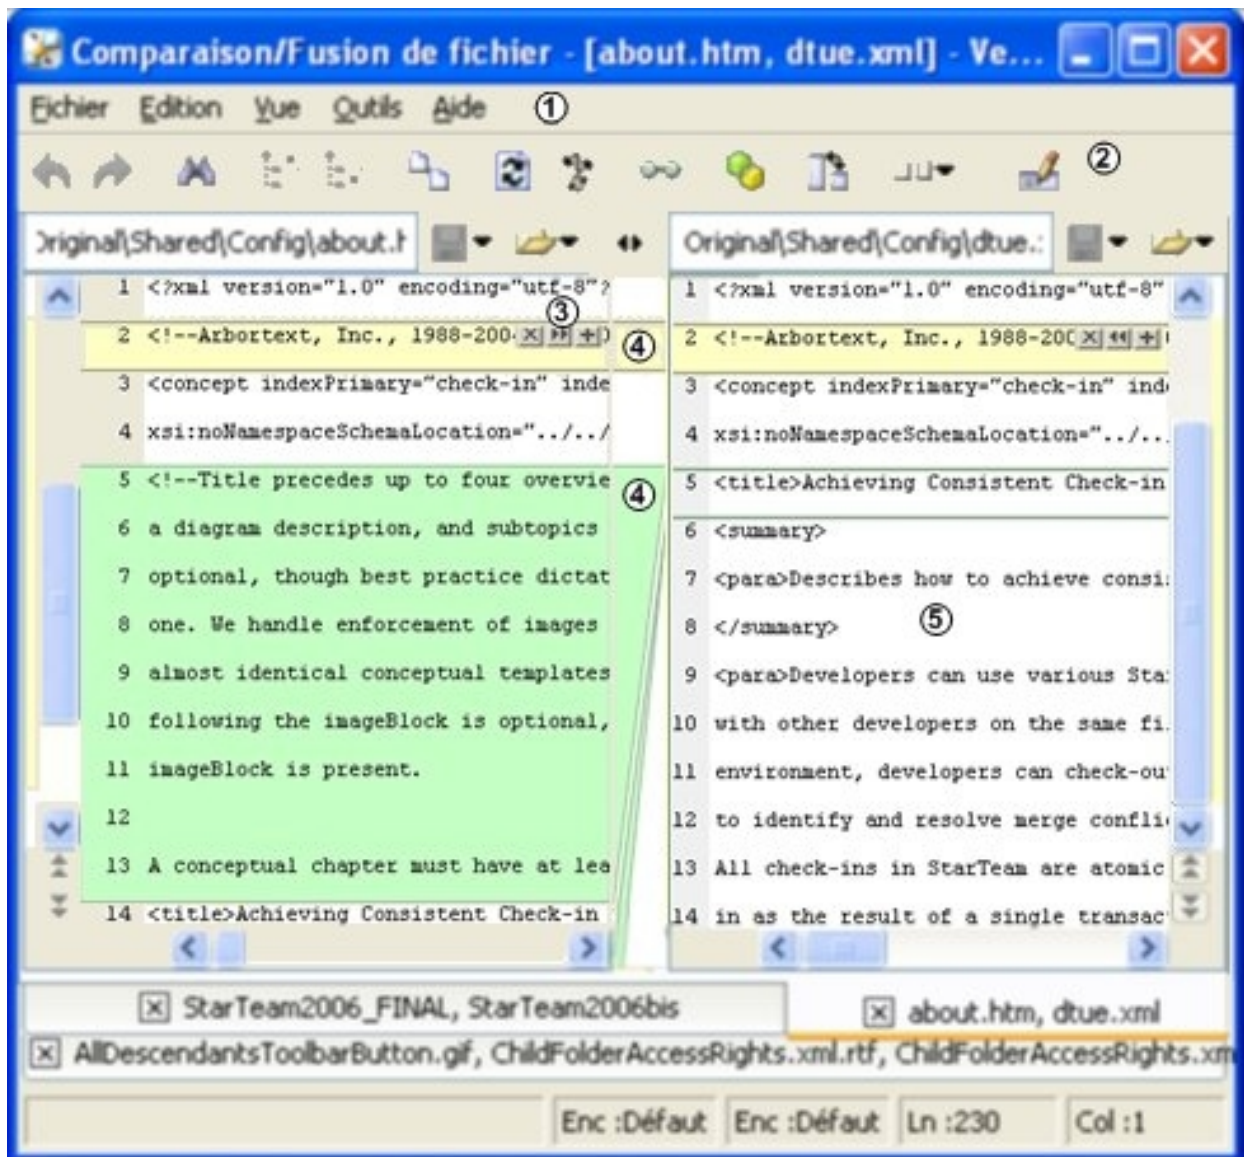 Comparaison/Fusion de fichier - [about.htm, dtue.xml] - Ve...
Fichier Edition Vue Outils Aide ①
②
Original\Shared\Config\about.h
Original\Shared\Config\dtue.:
1 <?xml version="1.0" encoding="utf-8"?
③
2 <!--Arbortext, Inc., 1988-200
④
3 <concept indexPrimary="check-in" inde
4 xsi:noNamespaceSchemaLocation="../../
5 <!--Title precedes up to four overvie
④
6 a diagram description, and subtopics
7 optional, though best practice dictat
8 one. We handle enforcement of images
9 almost identical conceptual templates
10 following the imageBlock is optional,
11 imageBlock is present.
12
13 A conceptual chapter must have at lea
14 <title>Achieving Consistent Check-in
1 <?xml version="1.0" encoding="utf-8"
2 <!--Arbortext, Inc., 1988-200
3 <concept indexPrimary="check-in" inde
4 xsi:noNamespaceSchemaLocation="../..
5 <title>Achieving Consistent Check-in
6 <summary>
7 <para>Describes how to achieve consi
8 </summary>
⑤
9 <para>Developers can use various Sta
10 with other developers on the same fi
11 environment, developers can check-ou
12 to identify and resolve merge conflic
13 All check-ins in StarTeam are atomic
14 in as the result of a single transac
StarTeam2006_FINAL, StarTeam2006bis
about.htm, dtue.xml
AllDescendantsToolbarButton.gif, ChildFolderAccessRights.xml.rtf, ChildFolderAccessRights.xm
Enc :Défaut Enc :Défaut Ln :230 Col :1